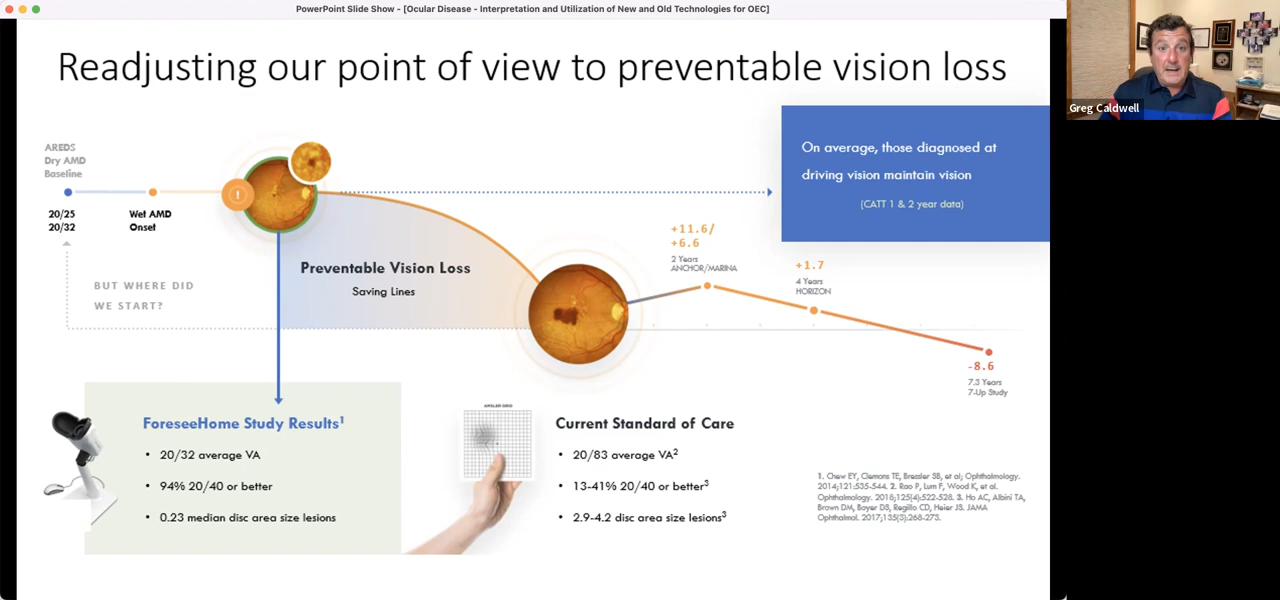 PowerPoint Slide Show - [Ocular Disease - Interpretation and Utilization of New and Old Technologies for OEC]
Greg Caldwell
Readjusting our point of view to preventable vision loss
AREDS
Dry AMD
Baseline
20/25
20/32
Wet AMD
Onset
!
BUT WHERE DID
WE START?
Preventable Vision Loss
Saving Lines
On average, those diagnosed at
driving vision maintain vision
(CATT 1 & 2 year data)
+11.6/
+6.6
2 Years
ANCHOR/MARINA
+1.7
4 Years
HORIZON
-8.6
7.3 Years
7-Up Study
ForeseeHome Study Results¹
• 20/32 average VA
• 94% 20/40 or better
• 0.23 median disc area size lesions
AMSLER GRID
Current Standard of Care
• 20/83 average VA²
• 13-41% 20/40 or better³
• 2.9-4.2 disc area size lesions³
1. Chew EY, Clemons TE, Bressler SB, et al; Ophthalmology.
2014;121:535-544. 2. Rao P, Lum F, Wood K, et al.
Ophthalmology. 2018;125(4):522-528. 3. Ho AC, Albini TA,
Brown DM, Boyer DS, Regillo CD, Heier JS. JAMA
Ophthalmol. 2017;135(3):268-273.